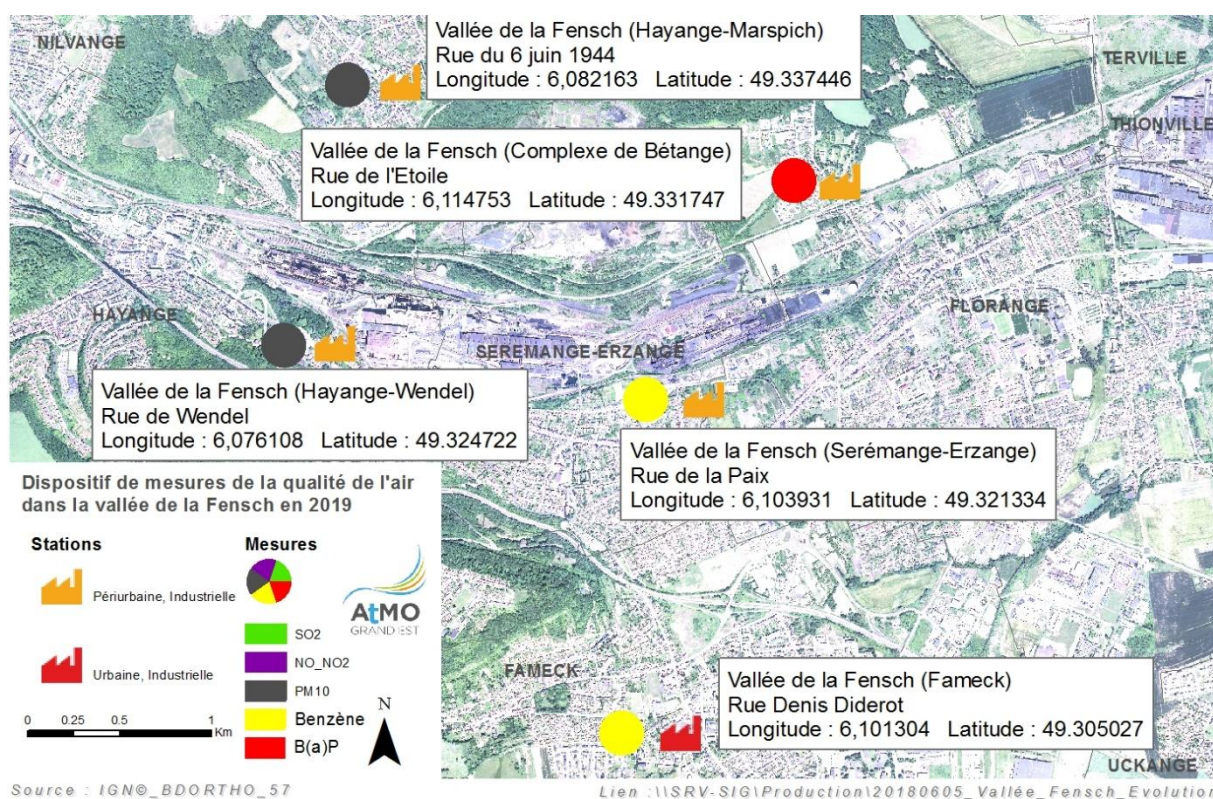 NILVANGE
Vallée de la Fensch (Hayange-Marspich)
Rue du 6 juin 1944
Longitude : 6,082163 Latitude : 49.337446
TERVILLE
THIONVILLE
Vallée de la Fensch (Complexe de Bétange)
Rue de l'Etoile
Longitude : 6,114753 Latitude : 49.331747
HAYANGE
FLORANGE
SEREMANGE-ERZANGE
Vallée de la Fensch (Hayange-Wendel)
Rue de Wendel
Longitude : 6,076108 Latitude : 49.324722
Vallée de la Fensch (Serémange-Erzange)
Rue de la Paix
Longitude : 6,103931 Latitude : 49.321334
Dispositif de mesures de la qualité de l'air
dans la vallée de la Fensch en 2019
Stations
Périurbaine, Industrielle
Urbaine, Industrielle
0 0.25 0.5 1
Km
Mesures
SO2
NO_NO2
PM10
Benzène
B(a)P
AtMO
GRAND EST
N
FAMECK
Vallée de la Fensch (Fameck)
Rue Denis Diderot
Longitude : 6,101304 Latitude : 49.305027
UCKANGE
Source : IGN©_BDORTHO_57
Lien :\\SRV-SIG\Production\20180605_Vallée_Fensch_Evolution